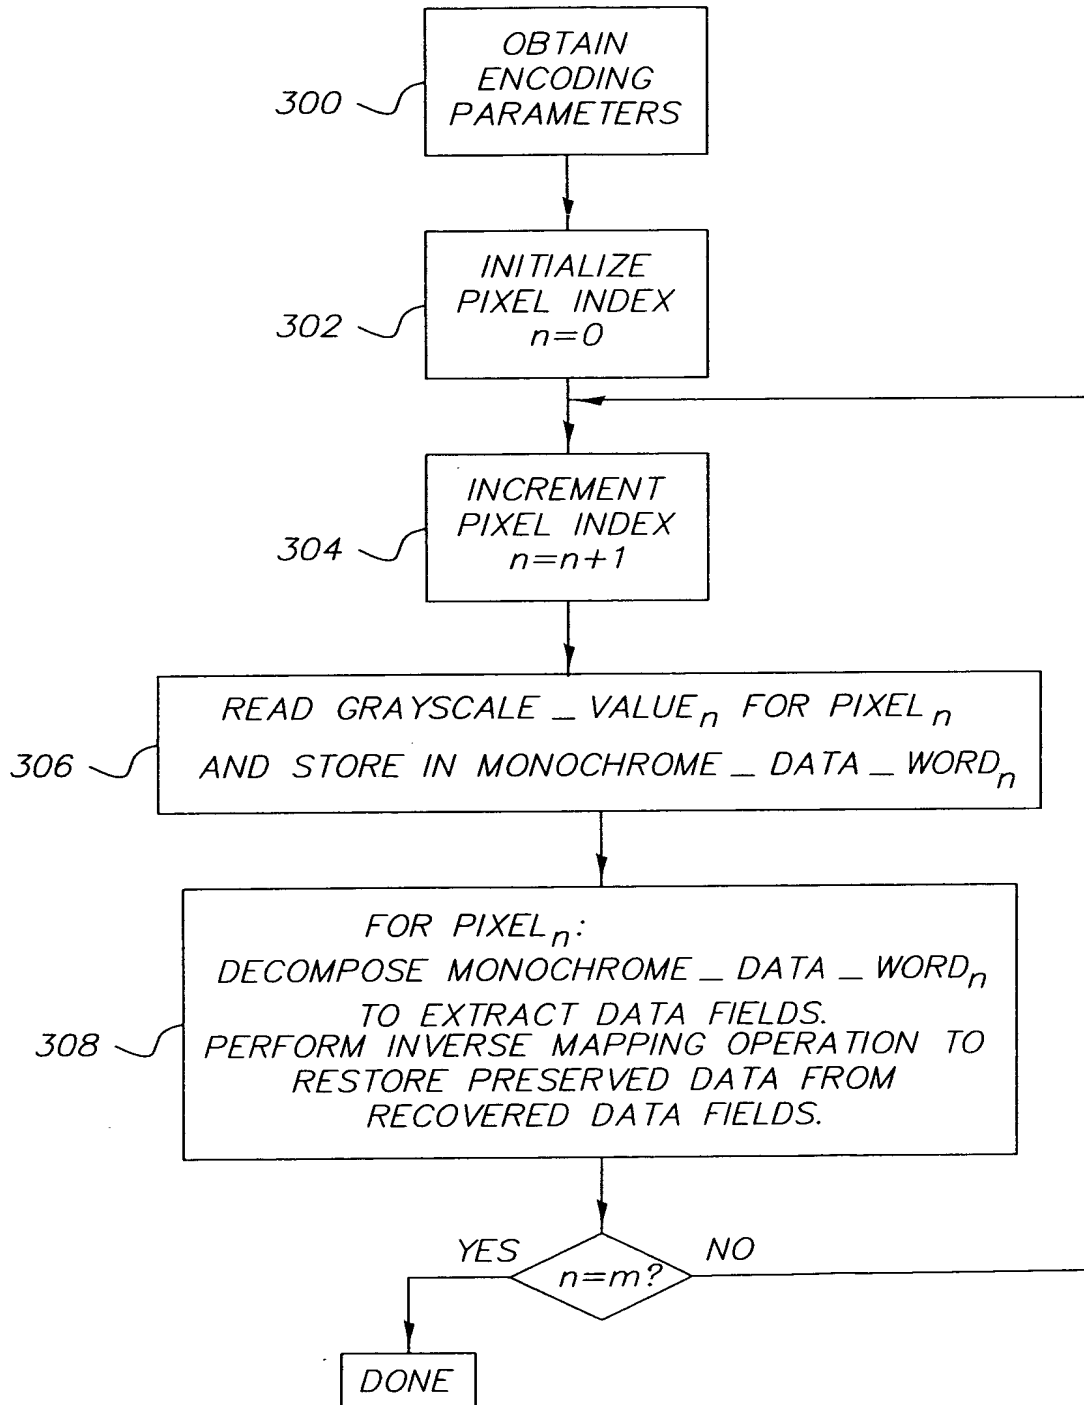 OBTAIN
ENCODING
PARAMETERS
300
INITIALIZE
PIXEL INDEX
n=0
302
INCREMENT
PIXEL INDEX
n=n+1
304
READ GRAYSCALE_VALUEn FOR PIXELn
AND STORE IN MONOCHROME_DATA_WORDn
306
FOR PIXELn:
DECOMPOSE MONOCHROME_DATA_WORDn
TO EXTRACT DATA FIELDS.
PERFORM INVERSE MAPPING OPERATION TO
RESTORE PRESERVED DATA FROM
RECOVERED DATA FIELDS.
308
YES
n=m?
NO
DONE